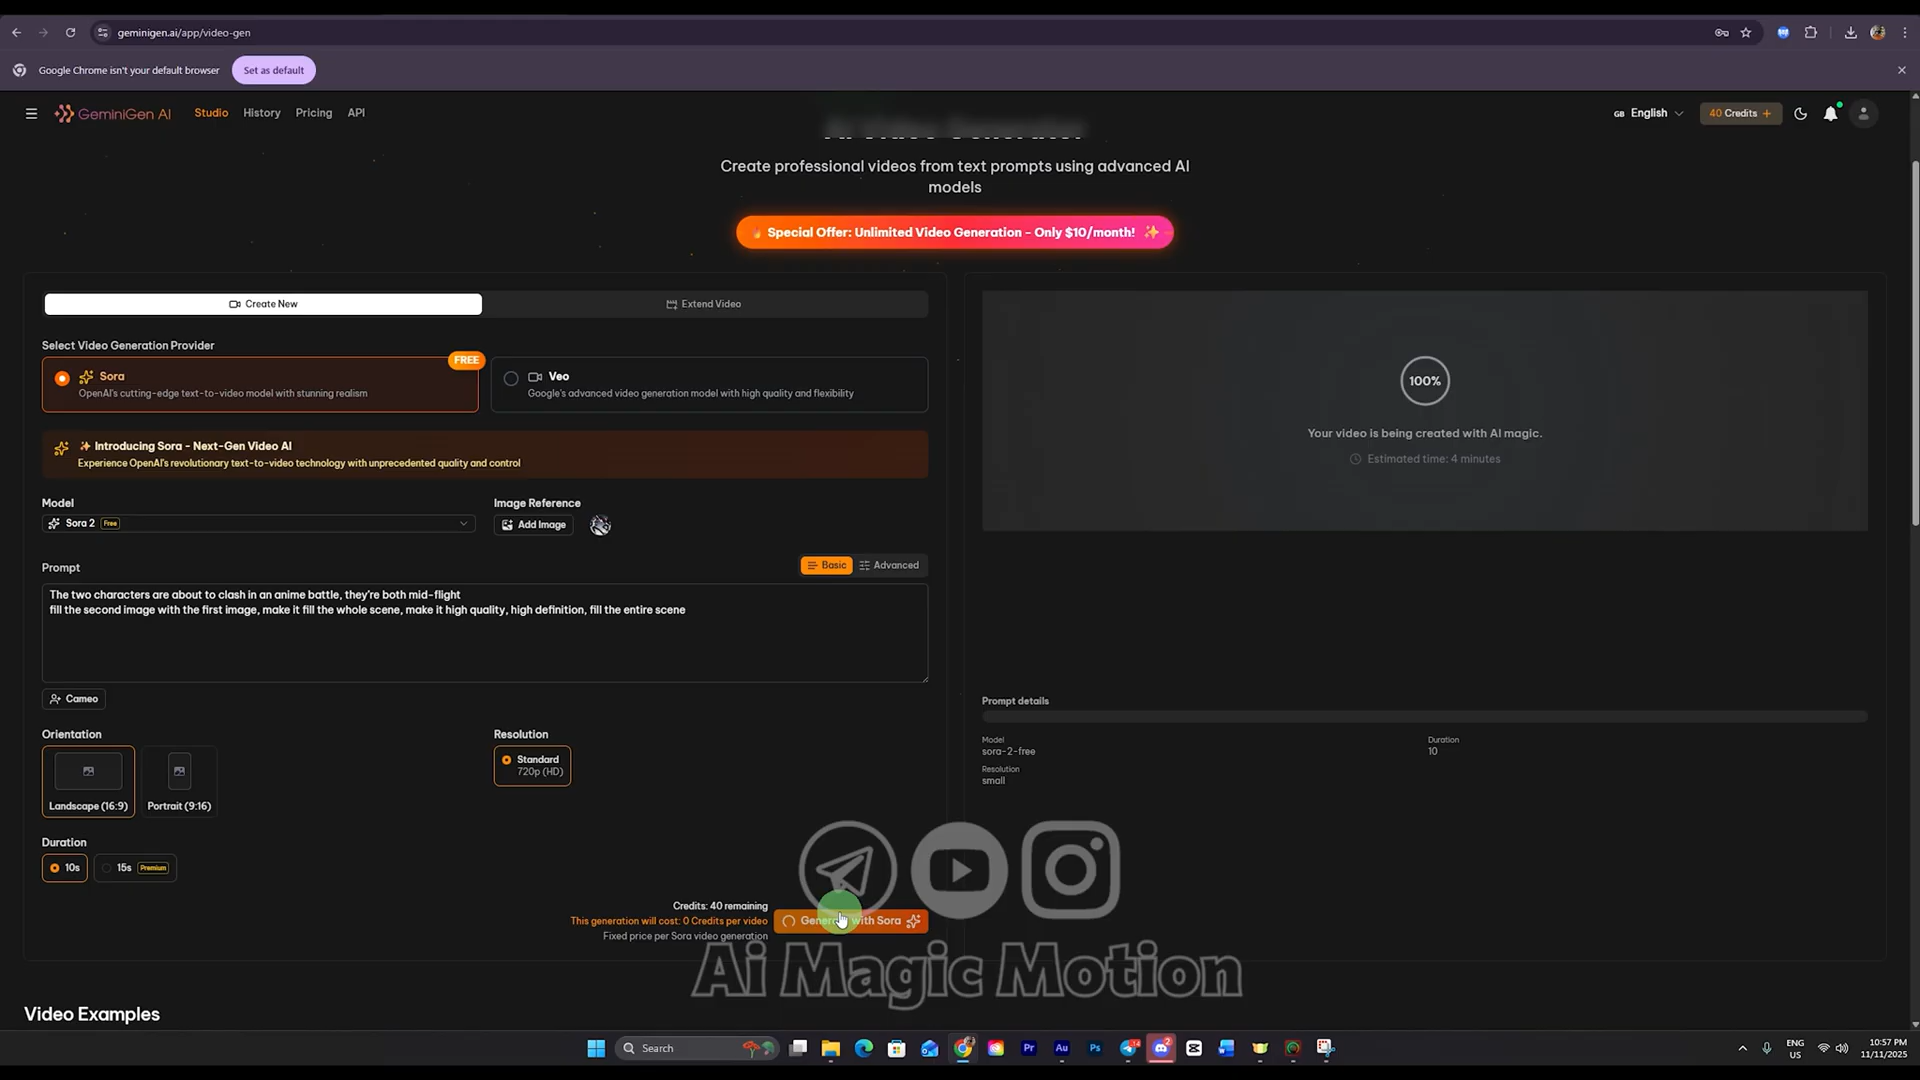 geminigen.ai/app/video-gen
Google Chrome isn't your default browser
Set as default
GeminiGen AI
Studio
History
Pricing
API
GB English
40 Credits +
AI Video Generator
Create professional videos from text prompts using advanced AI
models
Special Offer: Unlimited Video Generation - Only $10/month!
Create New
Extend Video
Select Video Generation Provider
FREE
Sora
OpenAI's cutting-edge text-to-video model with stunning realism
Veo
Google's advanced video generation model with high quality and flexibility
Introducing Sora - Next-Gen Video AI
Experience OpenAI's revolutionary text-to-video technology with unprecedented quality and control
Model
Sora 2 Free
Image Reference
Add Image
Prompt
Basic
Advanced
The two characters are about to clash in an anime battle, they're both mid-flight
fill the second image with the first image, make it fill the whole scene, make it high quality, high definition, fill the entire scene
Cameo
Orientation
Landscape (16:9)
Portrait (9:16)
Resolution
Standard
720p (HD)
Duration
10s
15s Premium
Credits: 40 remaining
This generation will cost: 0 Credits per video
Fixed price per Sora video generation
Generate with Sora
100%
Your video is being created with AI magic.
Estimated time: 4 minutes
Prompt details
Model
sora-2-free
Duration
10
Resolution
small
Ai Magic Motion
Video Examples
Search
Pr
Au
Ps
2
ENG
US
10:57 PM
11/11/2025